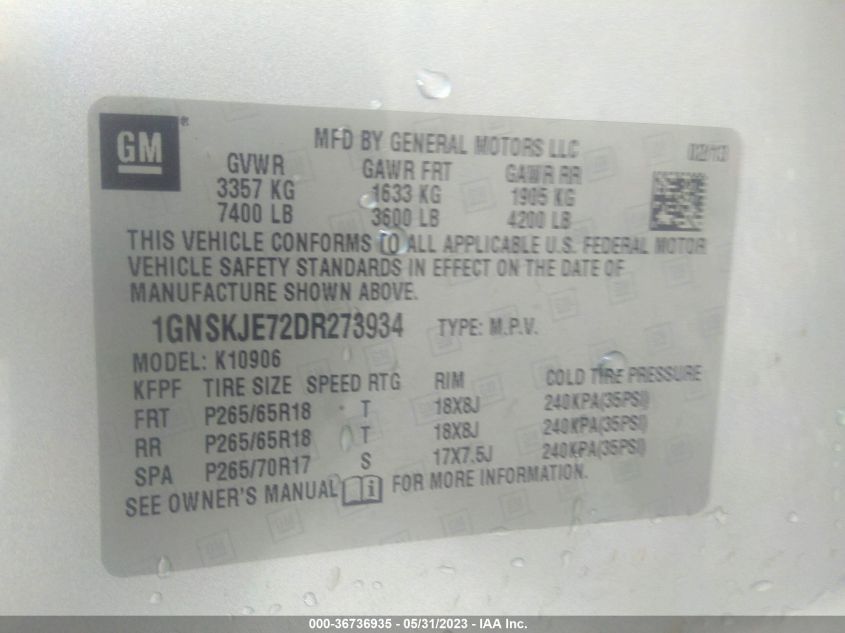 GM ®
MFD BY GENERAL MOTORS LLC
GVWR GAWR FRT GAWR RR
3357 KG 1633 KG 1905 KG
7400 LB 3600 LB 4200 LB
THIS VEHICLE CONFORMS TO ALL APPLICABLE U.S. FEDERAL MOTOR
VEHICLE SAFETY STANDARDS IN EFFECT ON THE DATE OF
MANUFACTURE SHOWN ABOVE.
1GNSKJE72DR273934 TYPE: M.P.V.
MODEL: K10906
KFPF TIRE SIZE SPEED RTG RIM COLD TIRE PRESSURE
FRT P265/65R18 T 18X8J 240KPA(35PSI)
RR P265/65R18 T 18X8J 240KPA(35PSI)
SPA P265/70R17 S 17X7.5J 240KPA(35PSI)
SEE OWNER'S MANUAL i FOR MORE INFORMATION.
000-36736935 - 05/31/2023 - IAA Inc.